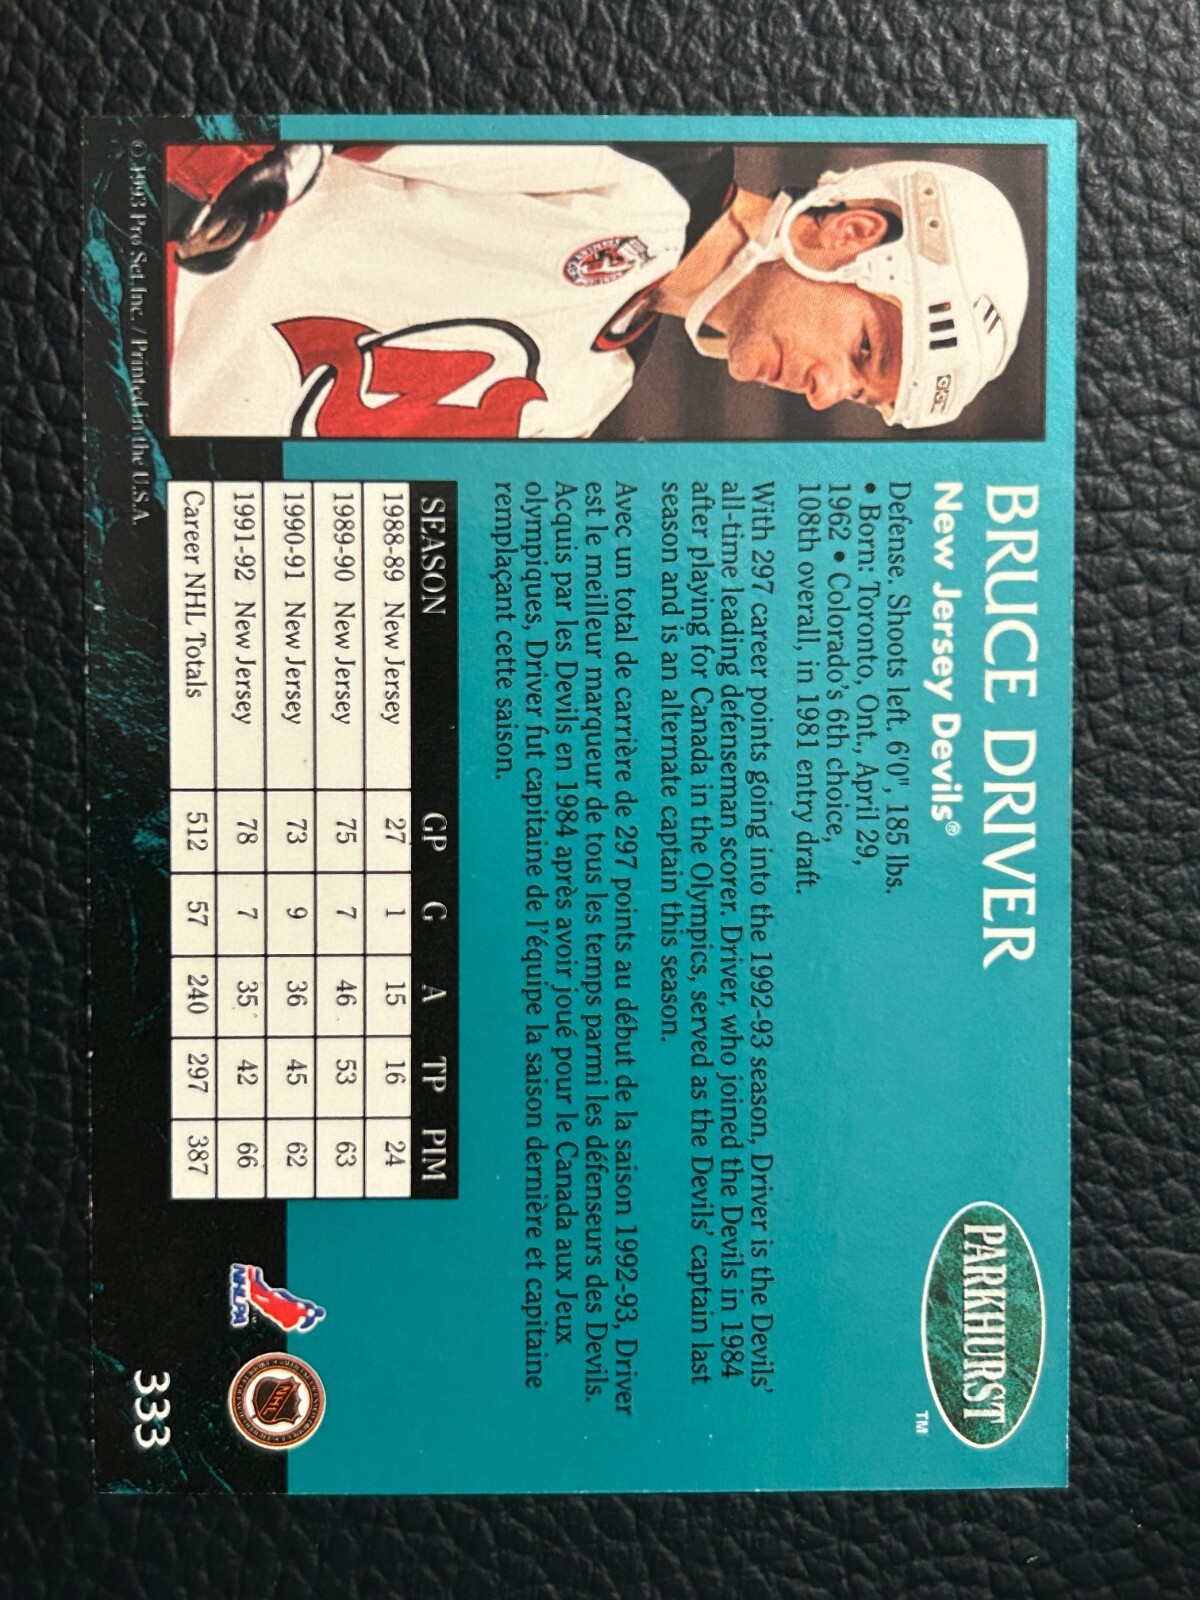 BRUCE DRIVER
New Jersey Devils®
Defense. Shoots left. 6'0", 185 lbs.
• Born: Toronto, Ont., April 29,
1962 • Colorado's 6th choice,
108th overall, in 1981 entry draft.
PARKHURST
TM
With 297 career points going into the 1992-93 season, Driver is the Devils'
all-time leading defenseman scorer. Driver, who joined the Devils in 1984
after playing for Canada in the Olympics, served as the Devils' captain last
season and is an alternate captain this season.
Avec un total de carrière de 297 points au début de la saison 1992-93, Driver
est le meilleur marqueur de tous les temps parmi les défenseurs des Devils.
Acquis par les Devils en 1984 après avoir joué pour le Canada aux Jeux
olympiques, Driver fut capitaine de l'équipe la saison dernière et capitaine
remplaçant cette saison.
SEASON GP G A TP PIM
1988-89 New Jersey 27 1 15 16 24
1989-90 New Jersey 75 7 46 53 63
1990-91 New Jersey 73 9 36 45 62
1991-92 New Jersey 78 7 35 42 66
Career NHL Totals 512 57 240 297 387
NHLPA
NHL
© 1993 Pro Set Inc. / Printed in the U.S.A.
333
CCM